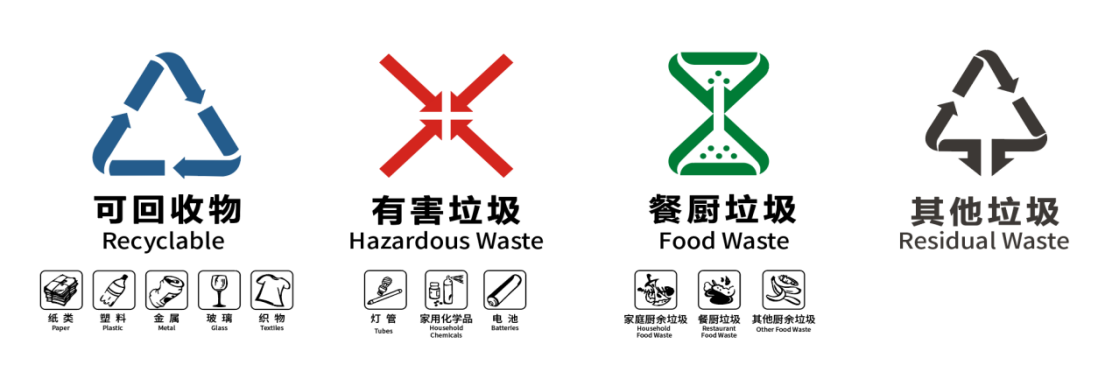 可回收物
Recyclable
纸类
Paper
塑料
Plastic
金属
Metal
玻璃
Glass
织物
Textiles
有害垃圾
Hazardous Waste
灯管
Tubes
家用化学品
Household
Chemicals
电池
Batteries
餐厨垃圾
Food Waste
家庭厨余垃圾
Household
Food Waste
餐厨垃圾
Restaurant
Food Waste
其他厨余垃圾
Other Food Waste
其他垃圾
Residual Waste